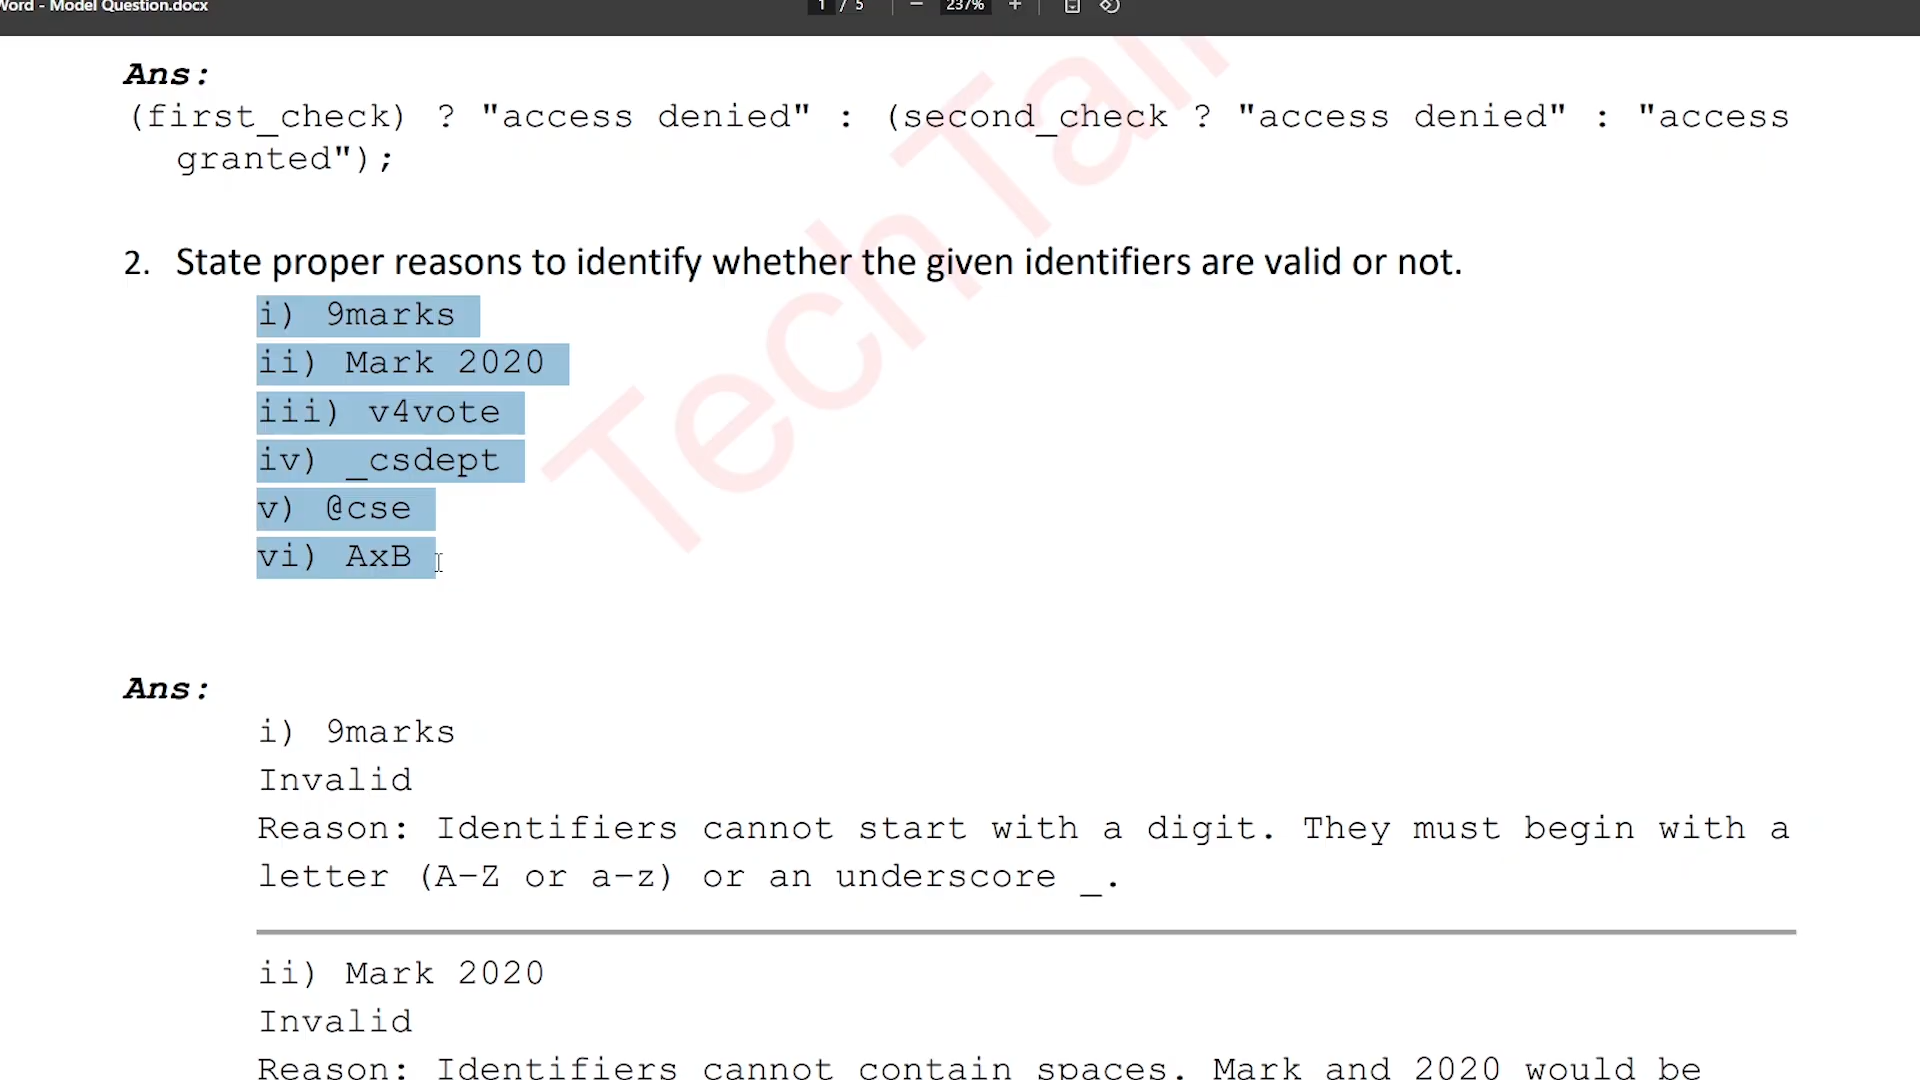 Word - Model Question.docx
1 / 5 237%
Ans:
(first_check) ? "access denied" : (second_check ? "access denied" : "access
granted");
2. State proper reasons to identify whether the given identifiers are valid or not.
i) 9marks
ii) Mark 2020
iii) v4vote
iv) _csdept
v) @cse
vi) AxB
Ans:
i) 9marks
Invalid
Reason: Identifiers cannot start with a digit. They must begin with a
letter (A-Z or a-z) or an underscore _.
ii) Mark 2020
Invalid
Reason: Identifiers cannot contain spaces. Mark and 2020 would be